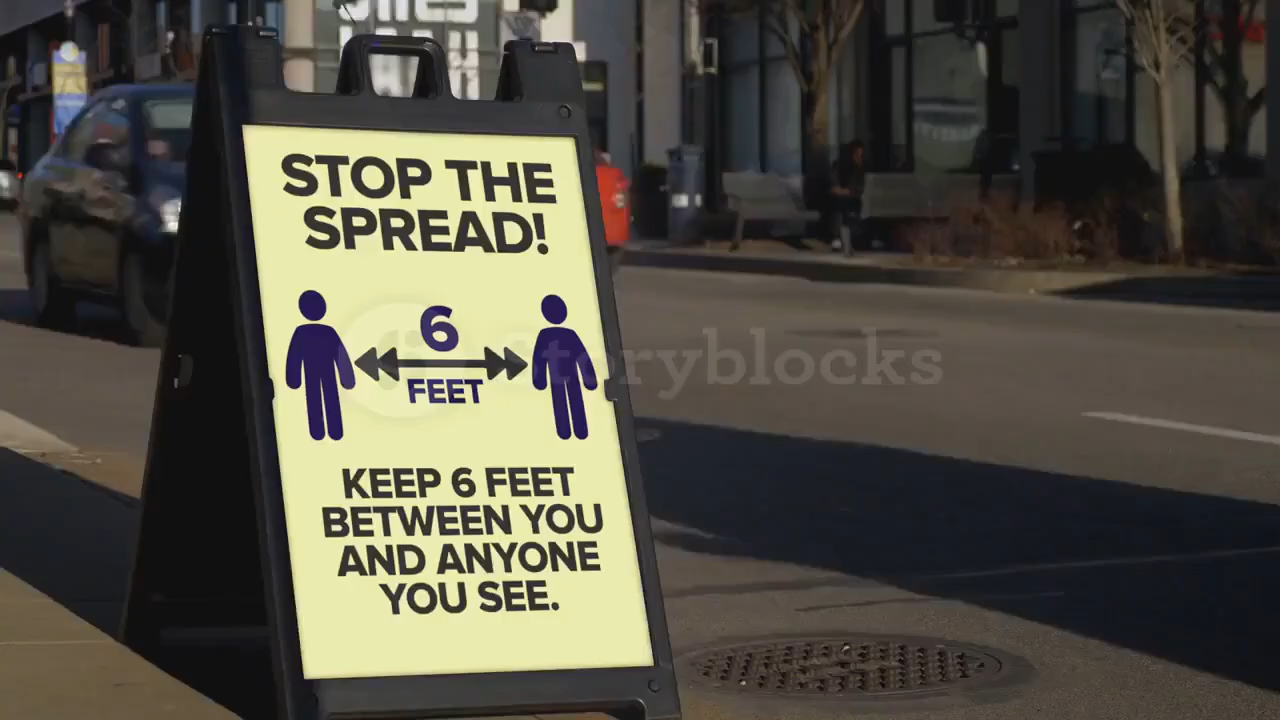 STOP THE
SPREAD!
6
FEET
KEEP 6 FEET
BETWEEN YOU
AND ANYONE
YOU SEE.
Storyblocks